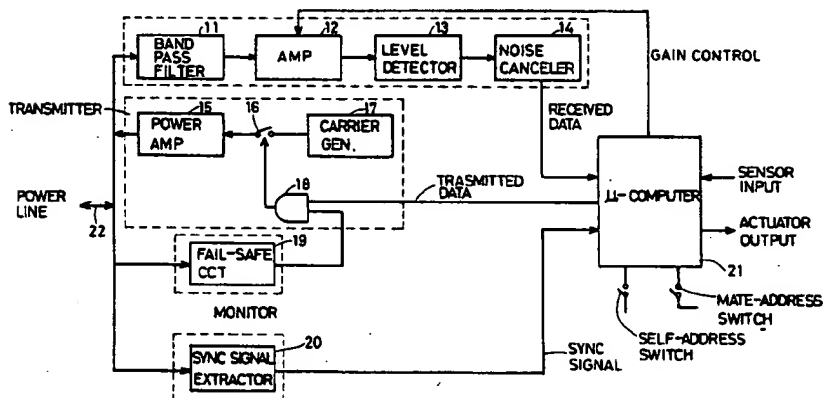 11
BAND
PASS
FILTER
12
AMP
13
LEVEL
DETECTOR
14
NOISE
CANCELER
GAIN CONTROL
TRANSMITTER
15
POWER
AMP
16
17
CARRIER
GEN.
RECEIVED
DATA
18
TRASMITTED
DATA
μ-COMPUTER
21
SENSOR
INPUT
ACTUATOR
OUTPUT
POWER
LINE
22
19
FAIL-SAFE
CCT
MONITOR
20
SYNC SIGNAL
EXTRACTOR
SYNC
SIGNAL
MATE-ADDRESS
SWITCH
SELF-ADDRESS
SWITCH